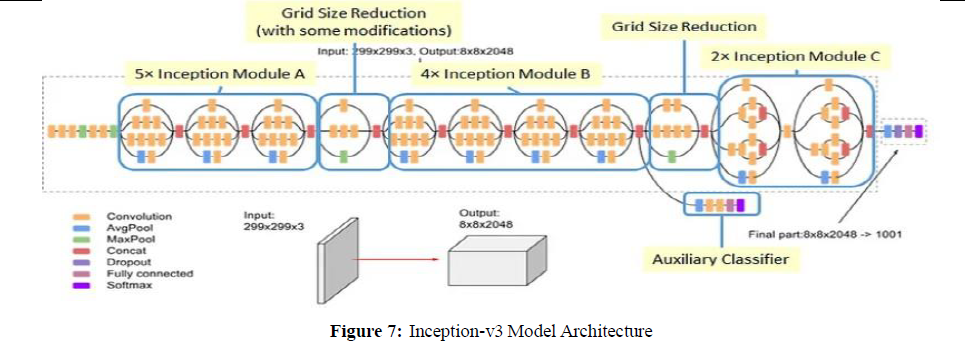 Grid Size Reduction
(with some modifications)
Grid Size Reduction
Input: 299x299x3, Output:8x8x2048
5× Inception Module A
4× Inception Module B
2× Inception Module C
Convolution
AvgPool
MaxPool
Concat
Dropout
Fully connected
Softmax
Input:
299x299x3
Output:
8x8x2048
Auxiliary Classifier
Final part:8x8x2048 -> 1001
Figure 7: Inception-v3 Model Architecture